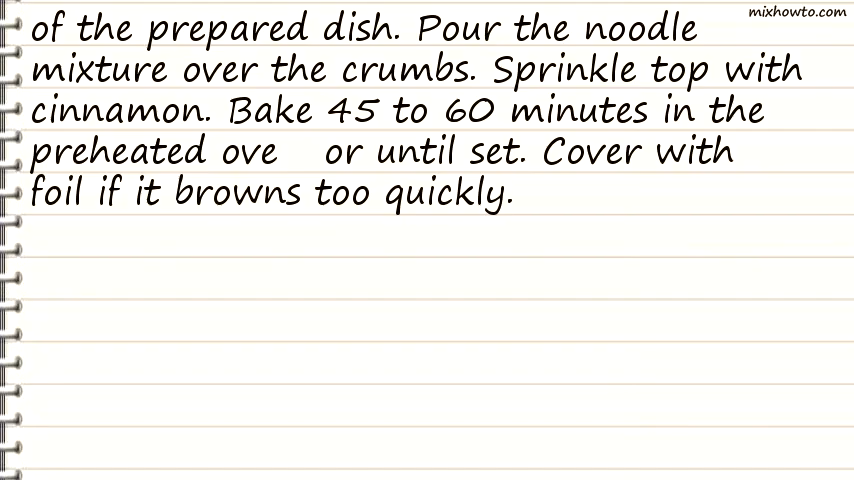 mixhowto.com
of the prepared dish. Pour the noodle
mixture over the crumbs. Sprinkle top with
cinnamon. Bake 45 to 60 minutes in the
preheated ove or until set. Cover with
foil if it browns too quickly.